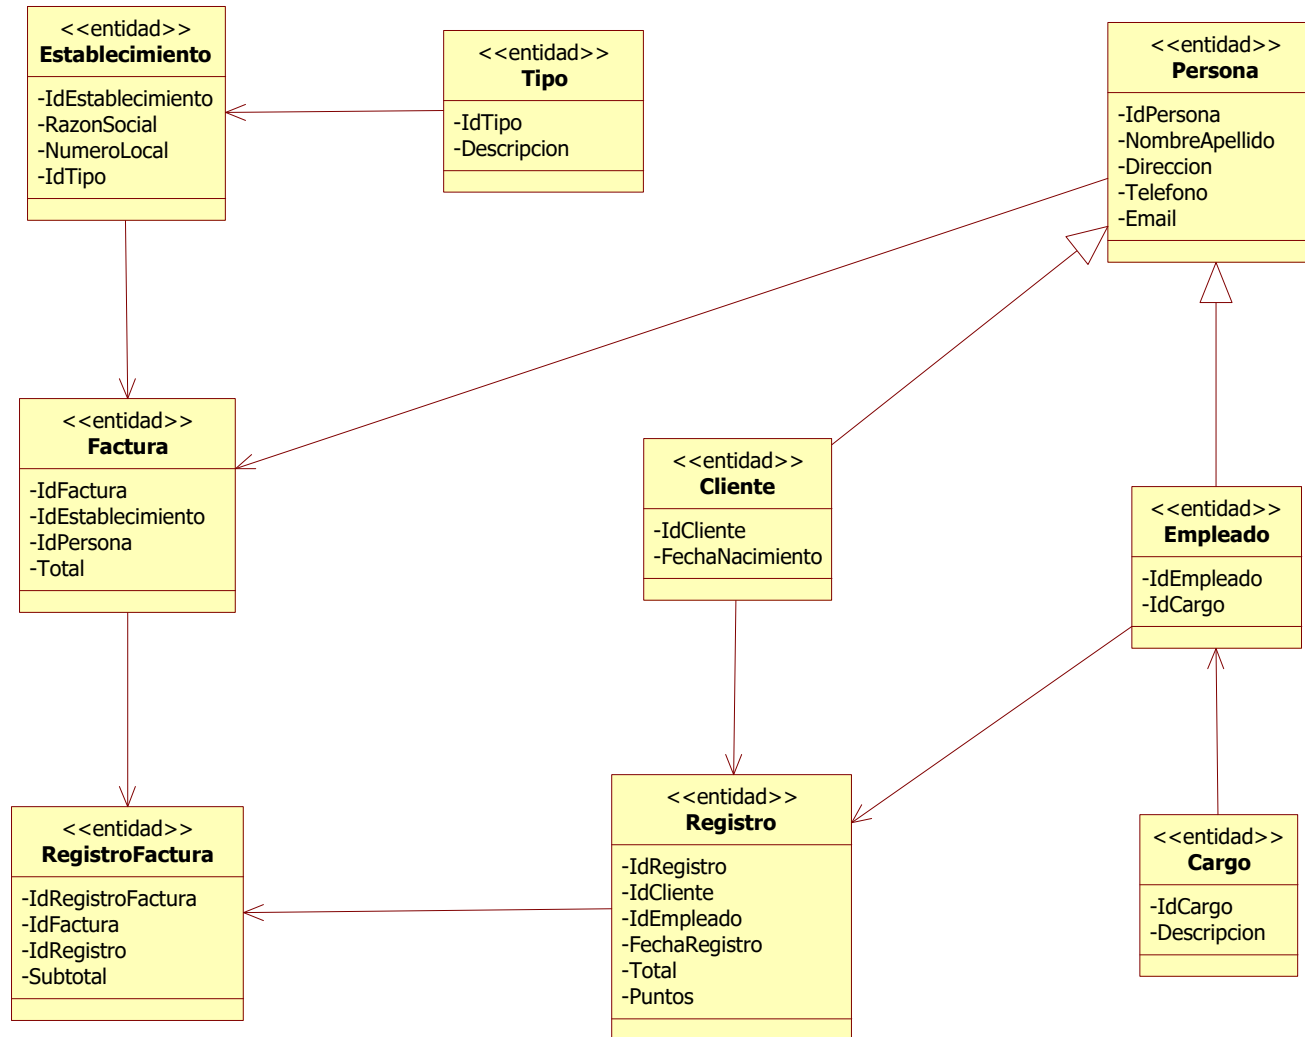 <<entidad>>
Establecimiento
-IdEstablecimiento
-RazonSocial
-NumeroLocal
-IdTipo
<<entidad>>
Tipo
-IdTipo
-Descripcion
<<entidad>>
Persona
-IdPersona
-NombreApellido
-Direccion
-Telefono
-Email
<<entidad>>
Factura
-IdFactura
-IdEstablecimiento
-IdPersona
-Total
<<entidad>>
Cliente
-IdCliente
-FechaNacimiento
<<entidad>>
Empleado
-IdEmpleado
-IdCargo
<<entidad>>
RegistroFactura
-IdRegistroFactura
-IdFactura
-IdRegistro
-Subtotal
<<entidad>>
Registro
-IdRegistro
-IdCliente
-IdEmpleado
-FechaRegistro
-Total
-Puntos
<<entidad>>
Cargo
-IdCargo
-Descripcion